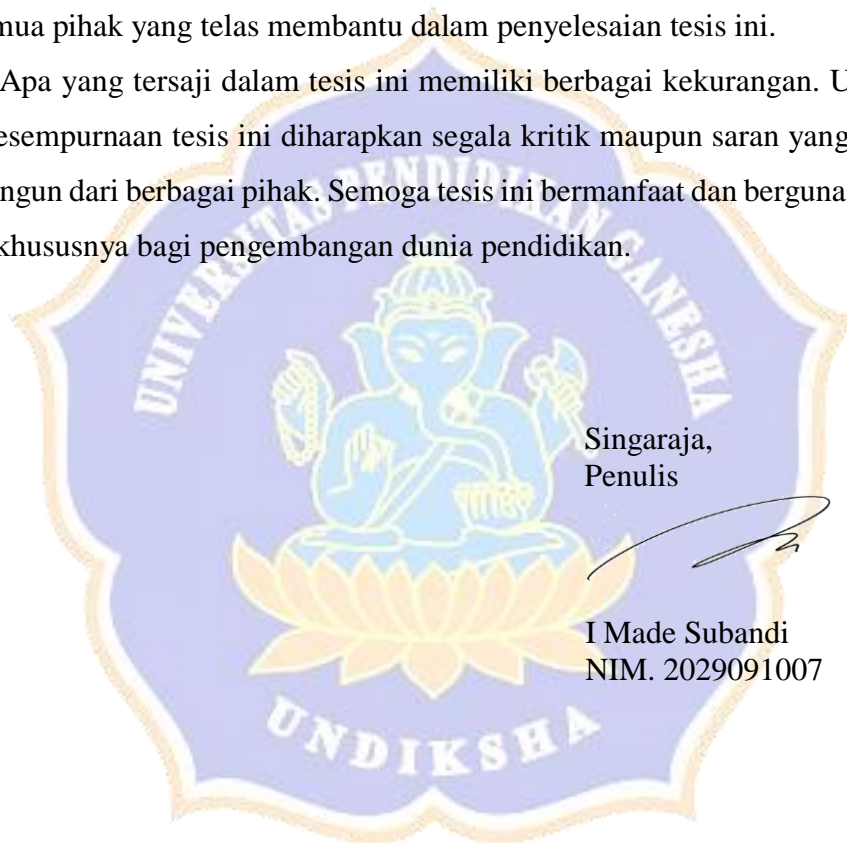 mua pihak yang telas membantu dalam penyelesaian tesis ini.
Apa yang tersaji dalam tesis ini memiliki berbagai kekurangan. U
esempurnaan tesis ini diharapkan segala kritik maupun saran yang
ngun dari berbagai pihak. Semoga tesis ini bermanfaat dan berguna
khususnya bagi pengembangan dunia pendidikan.
UNIVERSITAS PENDIDIKAN GANESHA
Singaraja,
Penulis
I Made Subandi
NIM. 2029091007
UNDIKSHA